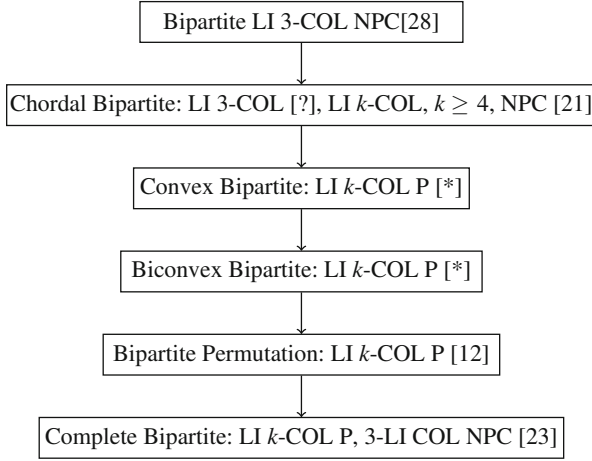 Bipartite LI 3-COL NPC[28]
Chordal Bipartite: LI 3-COL [?], LI k-COL, k ≥ 4, NPC [21]
Convex Bipartite: LI k-COL P [*]
Biconvex Bipartite: LI k-COL P [*]
Bipartite Permutation: LI k-COL P [12]
Complete Bipartite: LI k-COL P, 3-LI COL NPC [23]